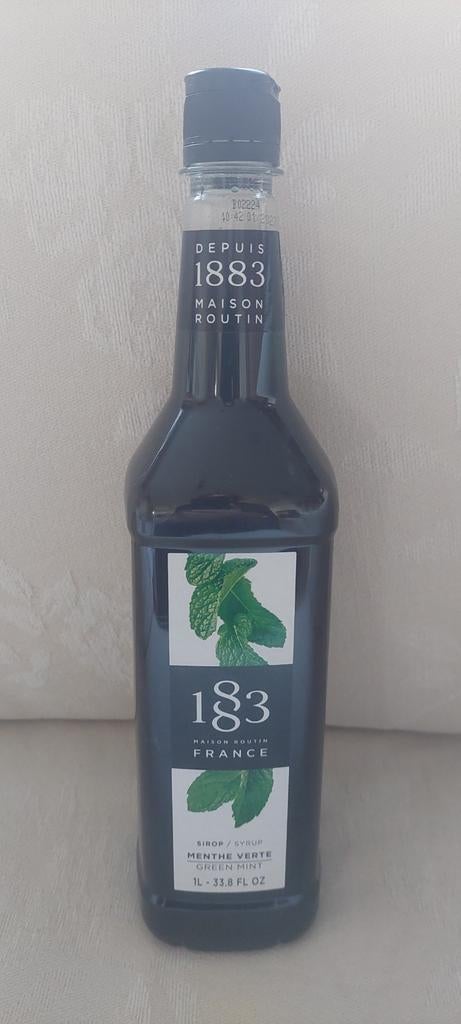 B02224
DEPUIS
1883
MAISON
ROUTIN
1883
MAISON ROUTIN
FRANCE
SIROP / SYRUP
MENTHE VERTE
GREEN MINT
1L - 33.8 FL OZ